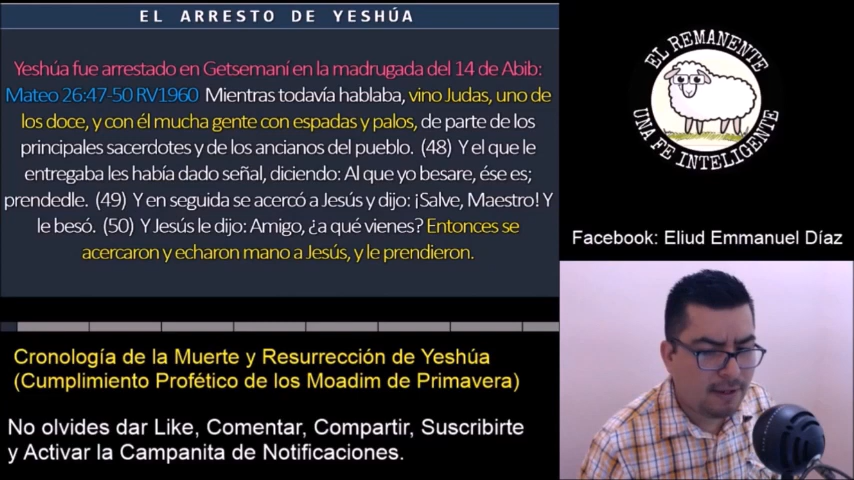 EL ARRESTO DE YESHÚA
Yeshúa fue arrestado en Getsemaní en la madrugada del 14 de Abib:
Mateo 26:47-50 RV1960 Mientras todavía hablaba, vino Judas, uno de
los doce, y con él mucha gente con espadas y palos, de parte de los
principales sacerdotes y de los ancianos del pueblo. (48) Y el que le
entregaba les había dado señal, diciendo: Al que yo besare, ése es;
prendedle. (49) Y en seguida se acercó a Jesús y dijo: ¡Salve, Maestro! Y
le besó. (50) Y Jesús le dijo: Amigo, ¿a qué vienes? Entonces se
acercaron y echaron mano a Jesús, y le prendieron.
EL REMANENTE
UNA FE INTELIGENTE
Facebook: Eliud Emmanuel Díaz
Cronología de la Muerte y Resurrección de Yeshúa
(Cumplimiento Profético de los Moadim de Primavera)
No olvides dar Like, Comentar, Compartir, Suscribirte
y Activar la Campanita de Notificaciones.